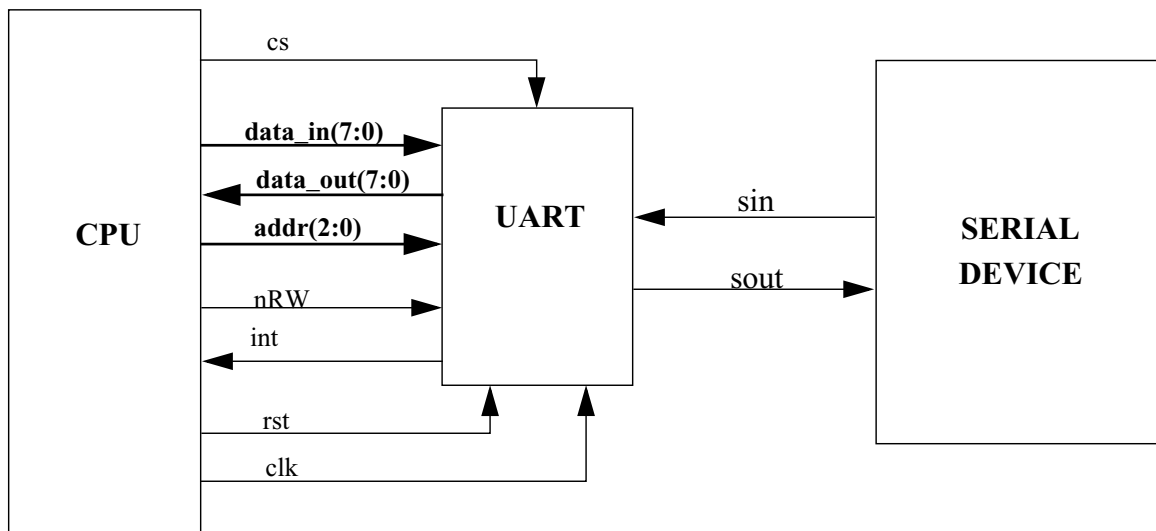 cs
data_in(7:0)
data_out(7:0)
addr(2:0)
nRW
int
rst
clk
CPU
UART
sin
sout
SERIAL
DEVICE